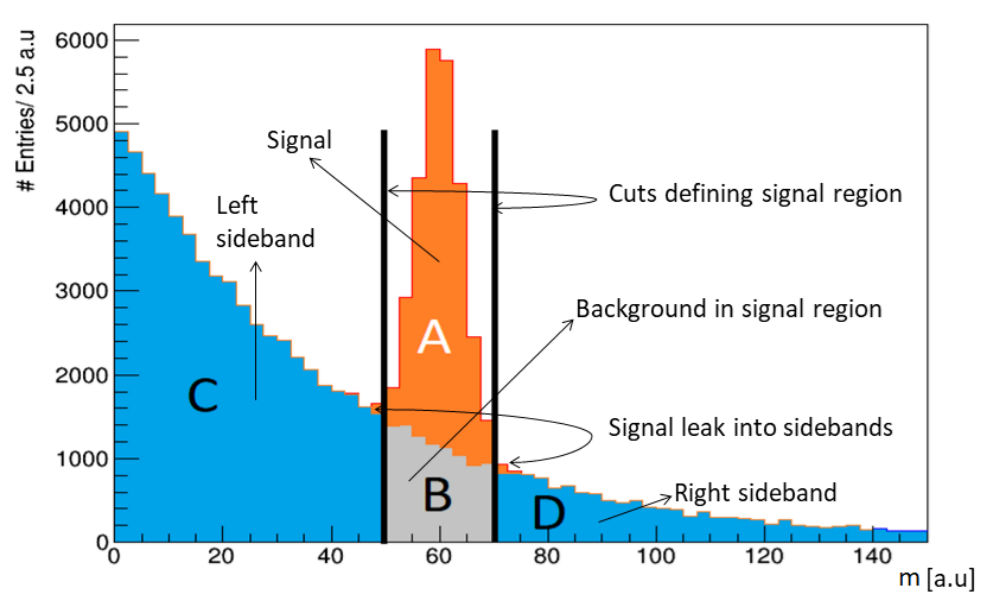 # Entries/ 2.5 a.u
6000
5000
4000
3000
2000
1000
0
Signal
Left
sideband
Cuts defining signal region
Background in signal region
A
C
Signal leak into sidebands
B
D
Right sideband
0 20 40 60 80 100 120 140
m [a.u]